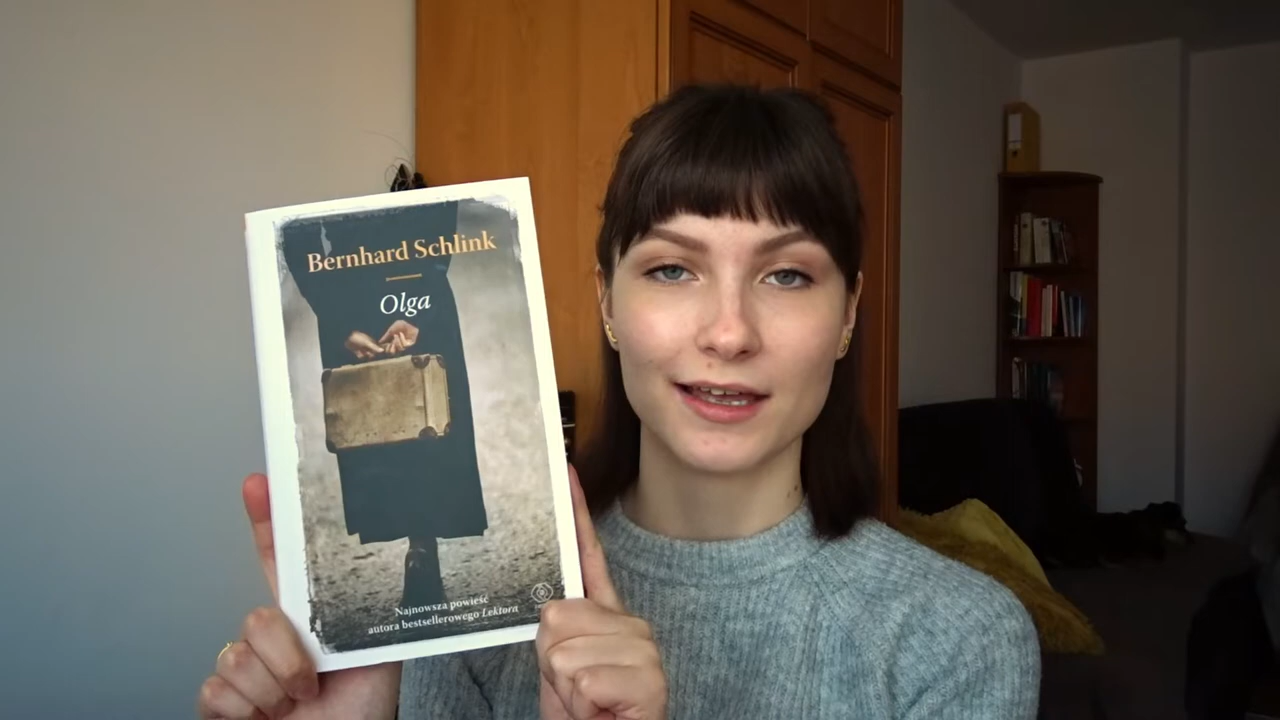 Bernhard Schlink
Olga
Najnowsza powieść
autora bestsellerowego Lektora